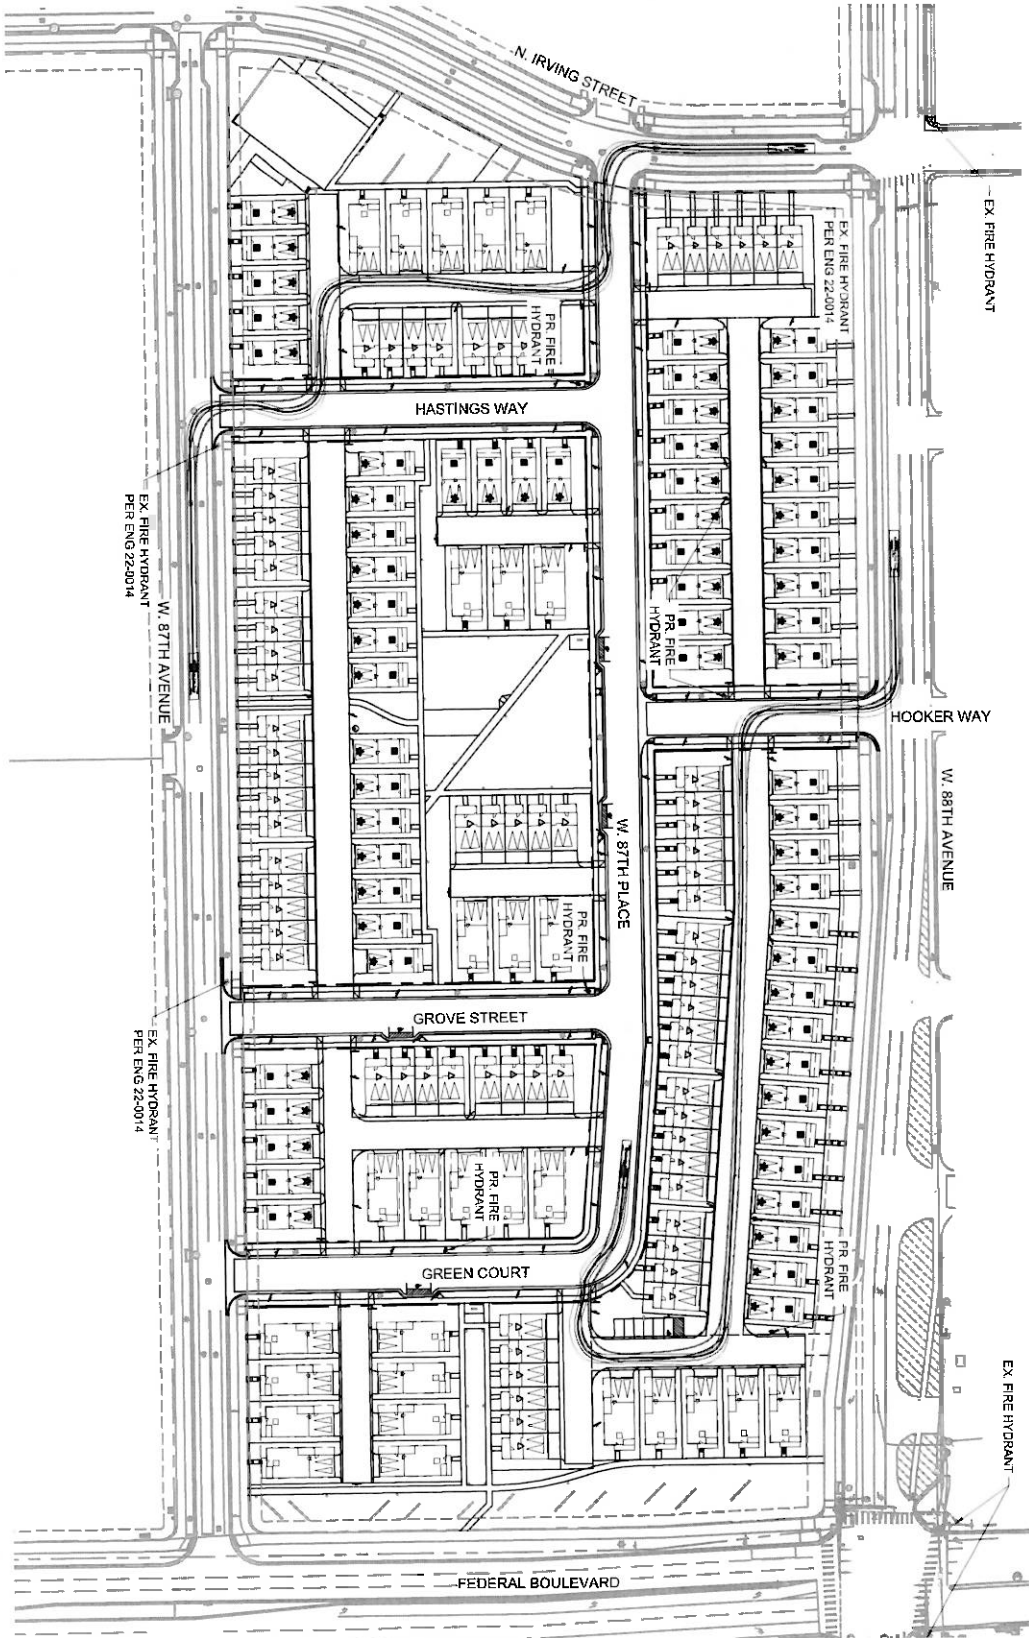 N. IRVING STREET
EX. FIRE HYDRANT
EX. FIRE HYDRANT
PER ENG 22-0014
PR. FIRE
HYDRANT
HASTINGS WAY
EX. FIRE HYDRANT
PER ENG 22-0014
W. 87TH AVENUE
PR. FIRE
HYDRANT
HOOKER WAY
W. 88TH AVENUE
W. 87TH PLACE
PR. FIRE
HYDRANT
GROVE STREET
EX. FIRE HYDRANT
PER ENG 22-0014
PR. FIRE
HYDRANT
PR. FIRE
HYDRANT
GREEN COURT
EX. FIRE HYDRANT
FEDERAL BOULEVARD